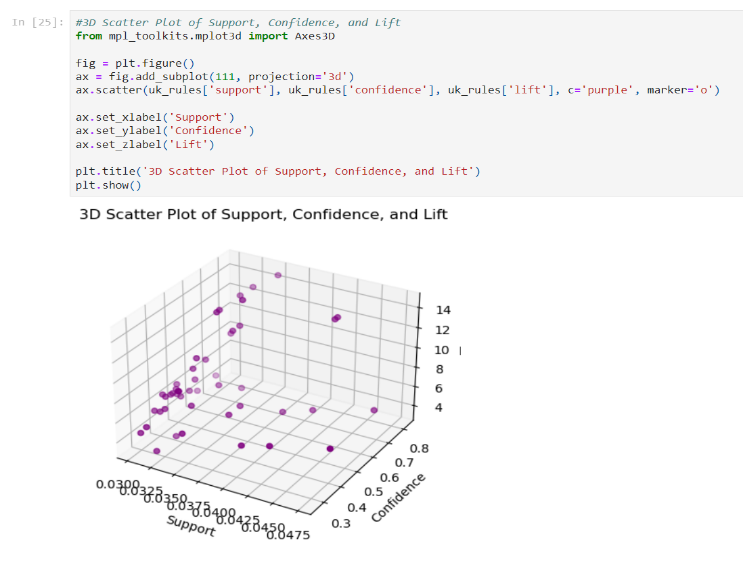 In [25]: #3D Scatter Plot of Support, Confidence, and Lift
from mpl_toolkits.mplot3d import Axes3D
fig = plt.figure()
ax = fig.add_subplot(111, projection='3d')
ax.scatter(uk_rules['support'], uk_rules['confidence'], uk_rules['lift'], c='purple', marker='o')
ax.set_xlabel('Support')
ax.set_ylabel('Confidence')
ax.set_zlabel('Lift')
plt.title('3D Scatter Plot of Support, Confidence, and Lift')
plt.show()
3D Scatter Plot of Support, Confidence, and Lift
14
12
10
8
6
4
0.8
0.7
0.6
0.5
0.4
0.3
Confidence
0.0300
0.0325
0.0350
0.0375
0.0400
0.0425
0.0450
0.0475
Support